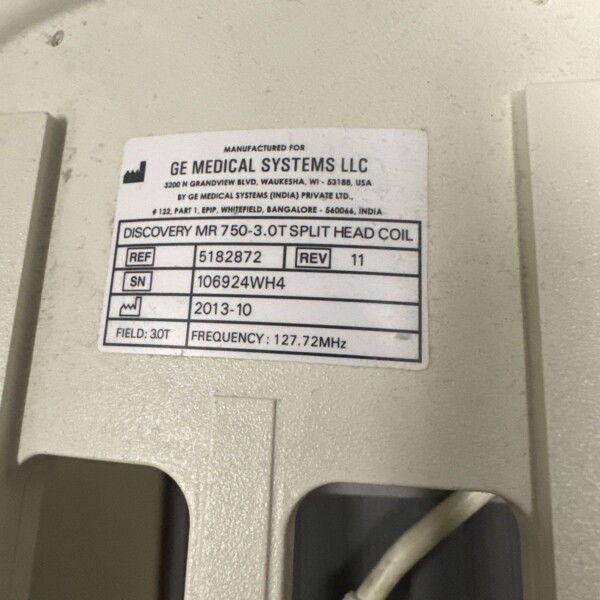 MANUFACTURED FOR
GE MEDICAL SYSTEMS LLC
3200 N GRANDVIEW BLVD, WAUKESHA, WI - 53188, USA
BY GE MEDICAL SYSTEMS (INDIA) PRIVATE LTD.,
# 122, PART 1, EPIP, WHITEFIELD, BANGALORE - 560066, INDIA
DISCOVERY MR 750-3.0T SPLIT HEAD COIL
REF 5182872 REV 11
SN 106924WH4
2013-10
FIELD: 3.0T FREQUENCY: 127.72MHz